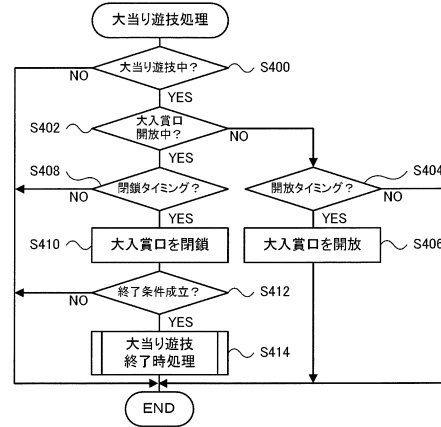 大当り遊技処理
大当り遊技中？
S400
NO
YES
S402
大入賞口
開放中？
NO
YES
S408
閉鎖タイミング？
開放タイミング？
S404
NO
YES
YES
NO
S410
大入賞口を閉鎖
大入賞口を開放
S406
終了条件成立？
S412
NO
YES
大当り遊技
終了時処理
S414
END